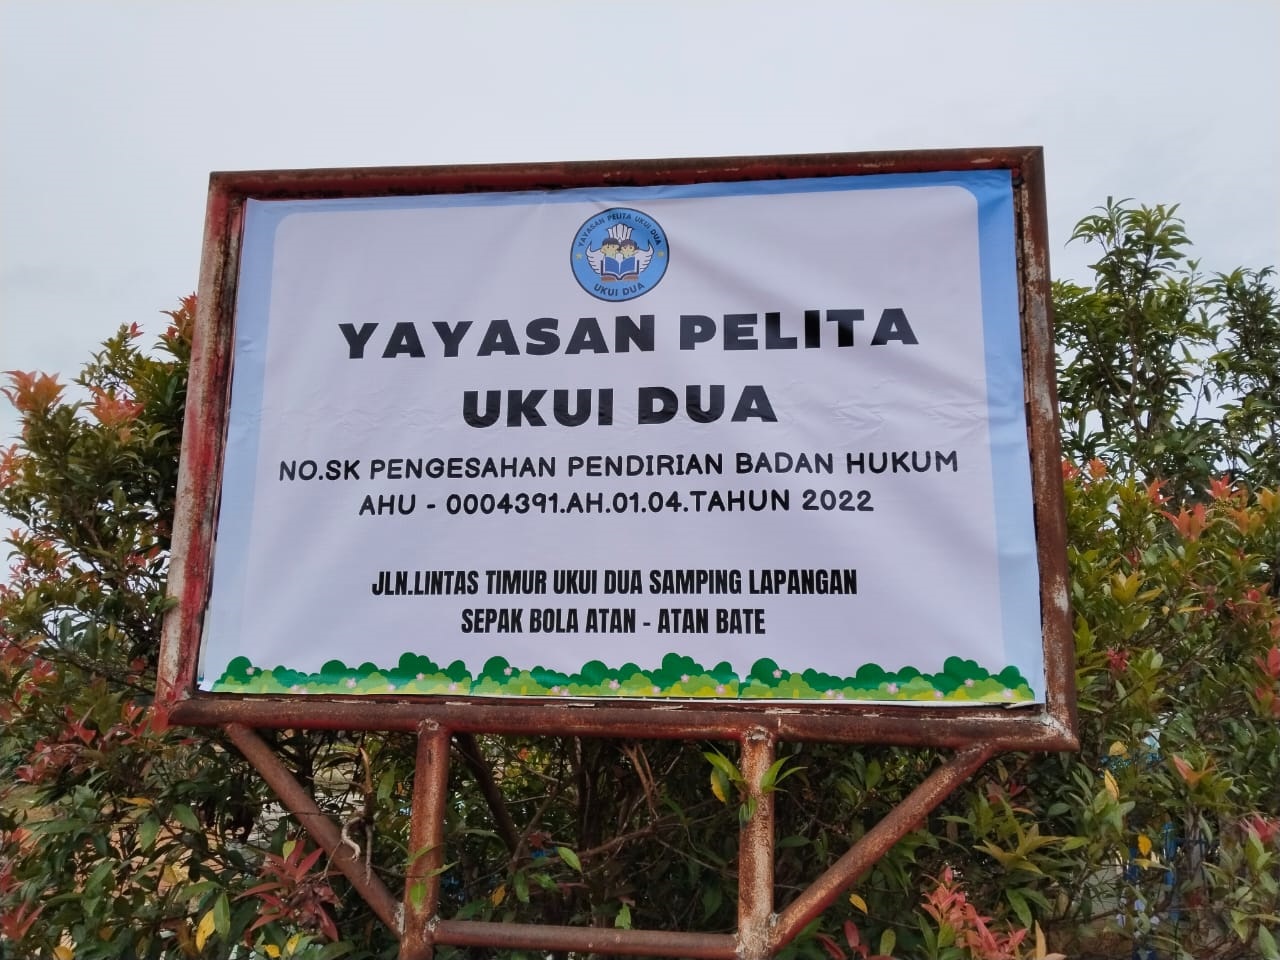 YAYASAN PELITA UKUI DUA
UKUI DUA
YAYASAN PELITA
UKUI DUA
NO.SK PENGESAHAN PENDIRIAN BADAN HUKUM
AHU - 0004391.AH.01.04.TAHUN 2022
JLN.LINTAS TIMUR UKUI DUA SAMPING LAPANGAN
SEPAK BOLA ATAN - ATAN BATE